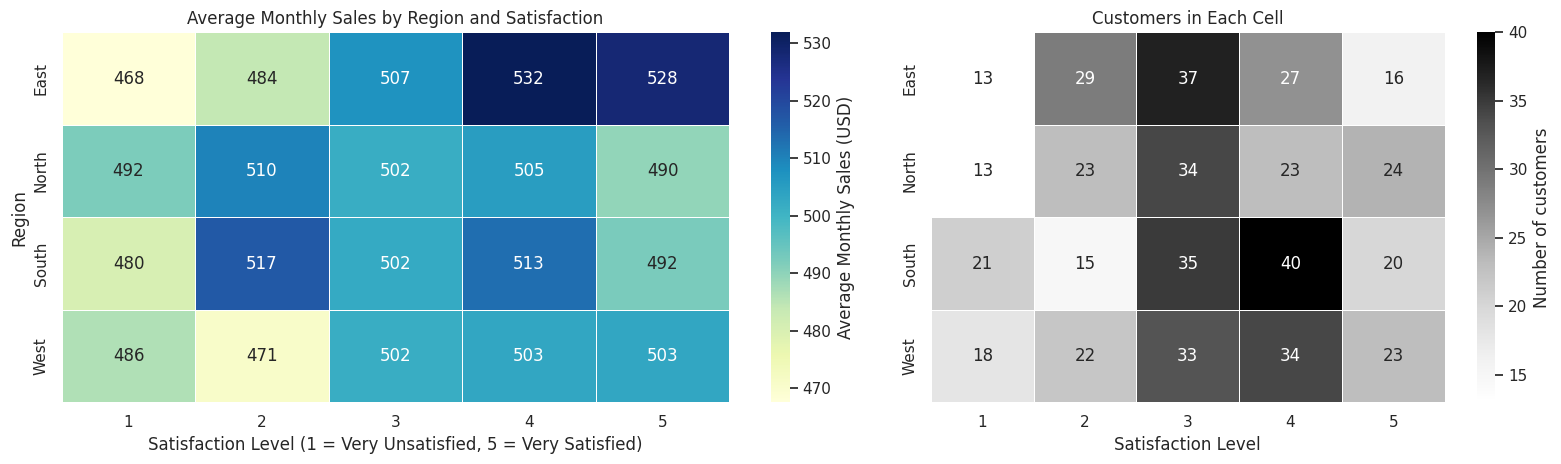 Average Monthly Sales by Region and Satisfaction
Region
East 468 484 507 532 528
North 492 510 502 505 490
South 480 517 502 513 492
West 486 471 502 503 503
1 2 3 4 5
Satisfaction Level (1 = Very Unsatisfied, 5 = Very Satisfied)
530
520
510
500
490
480
470
Average Monthly Sales (USD)
Customers in Each Cell
East 13 29 37 27 16
North 13 23 34 23 24
South 21 15 35 40 20
West 18 22 33 34 23
1 2 3 4 5
Satisfaction Level
40
35
30
25
20
15
Number of customers